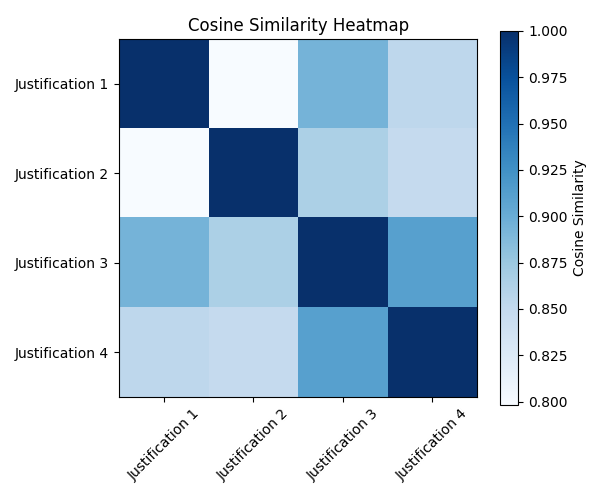 Cosine Similarity Heatmap
Justification 1
Justification 2
Justification 3
Justification 4
Justification 1
Justification 2
Justification 3
Justification 4
1.000
0.975
0.950
0.925
0.900
0.875
0.850
0.825
0.800
Cosine Similarity